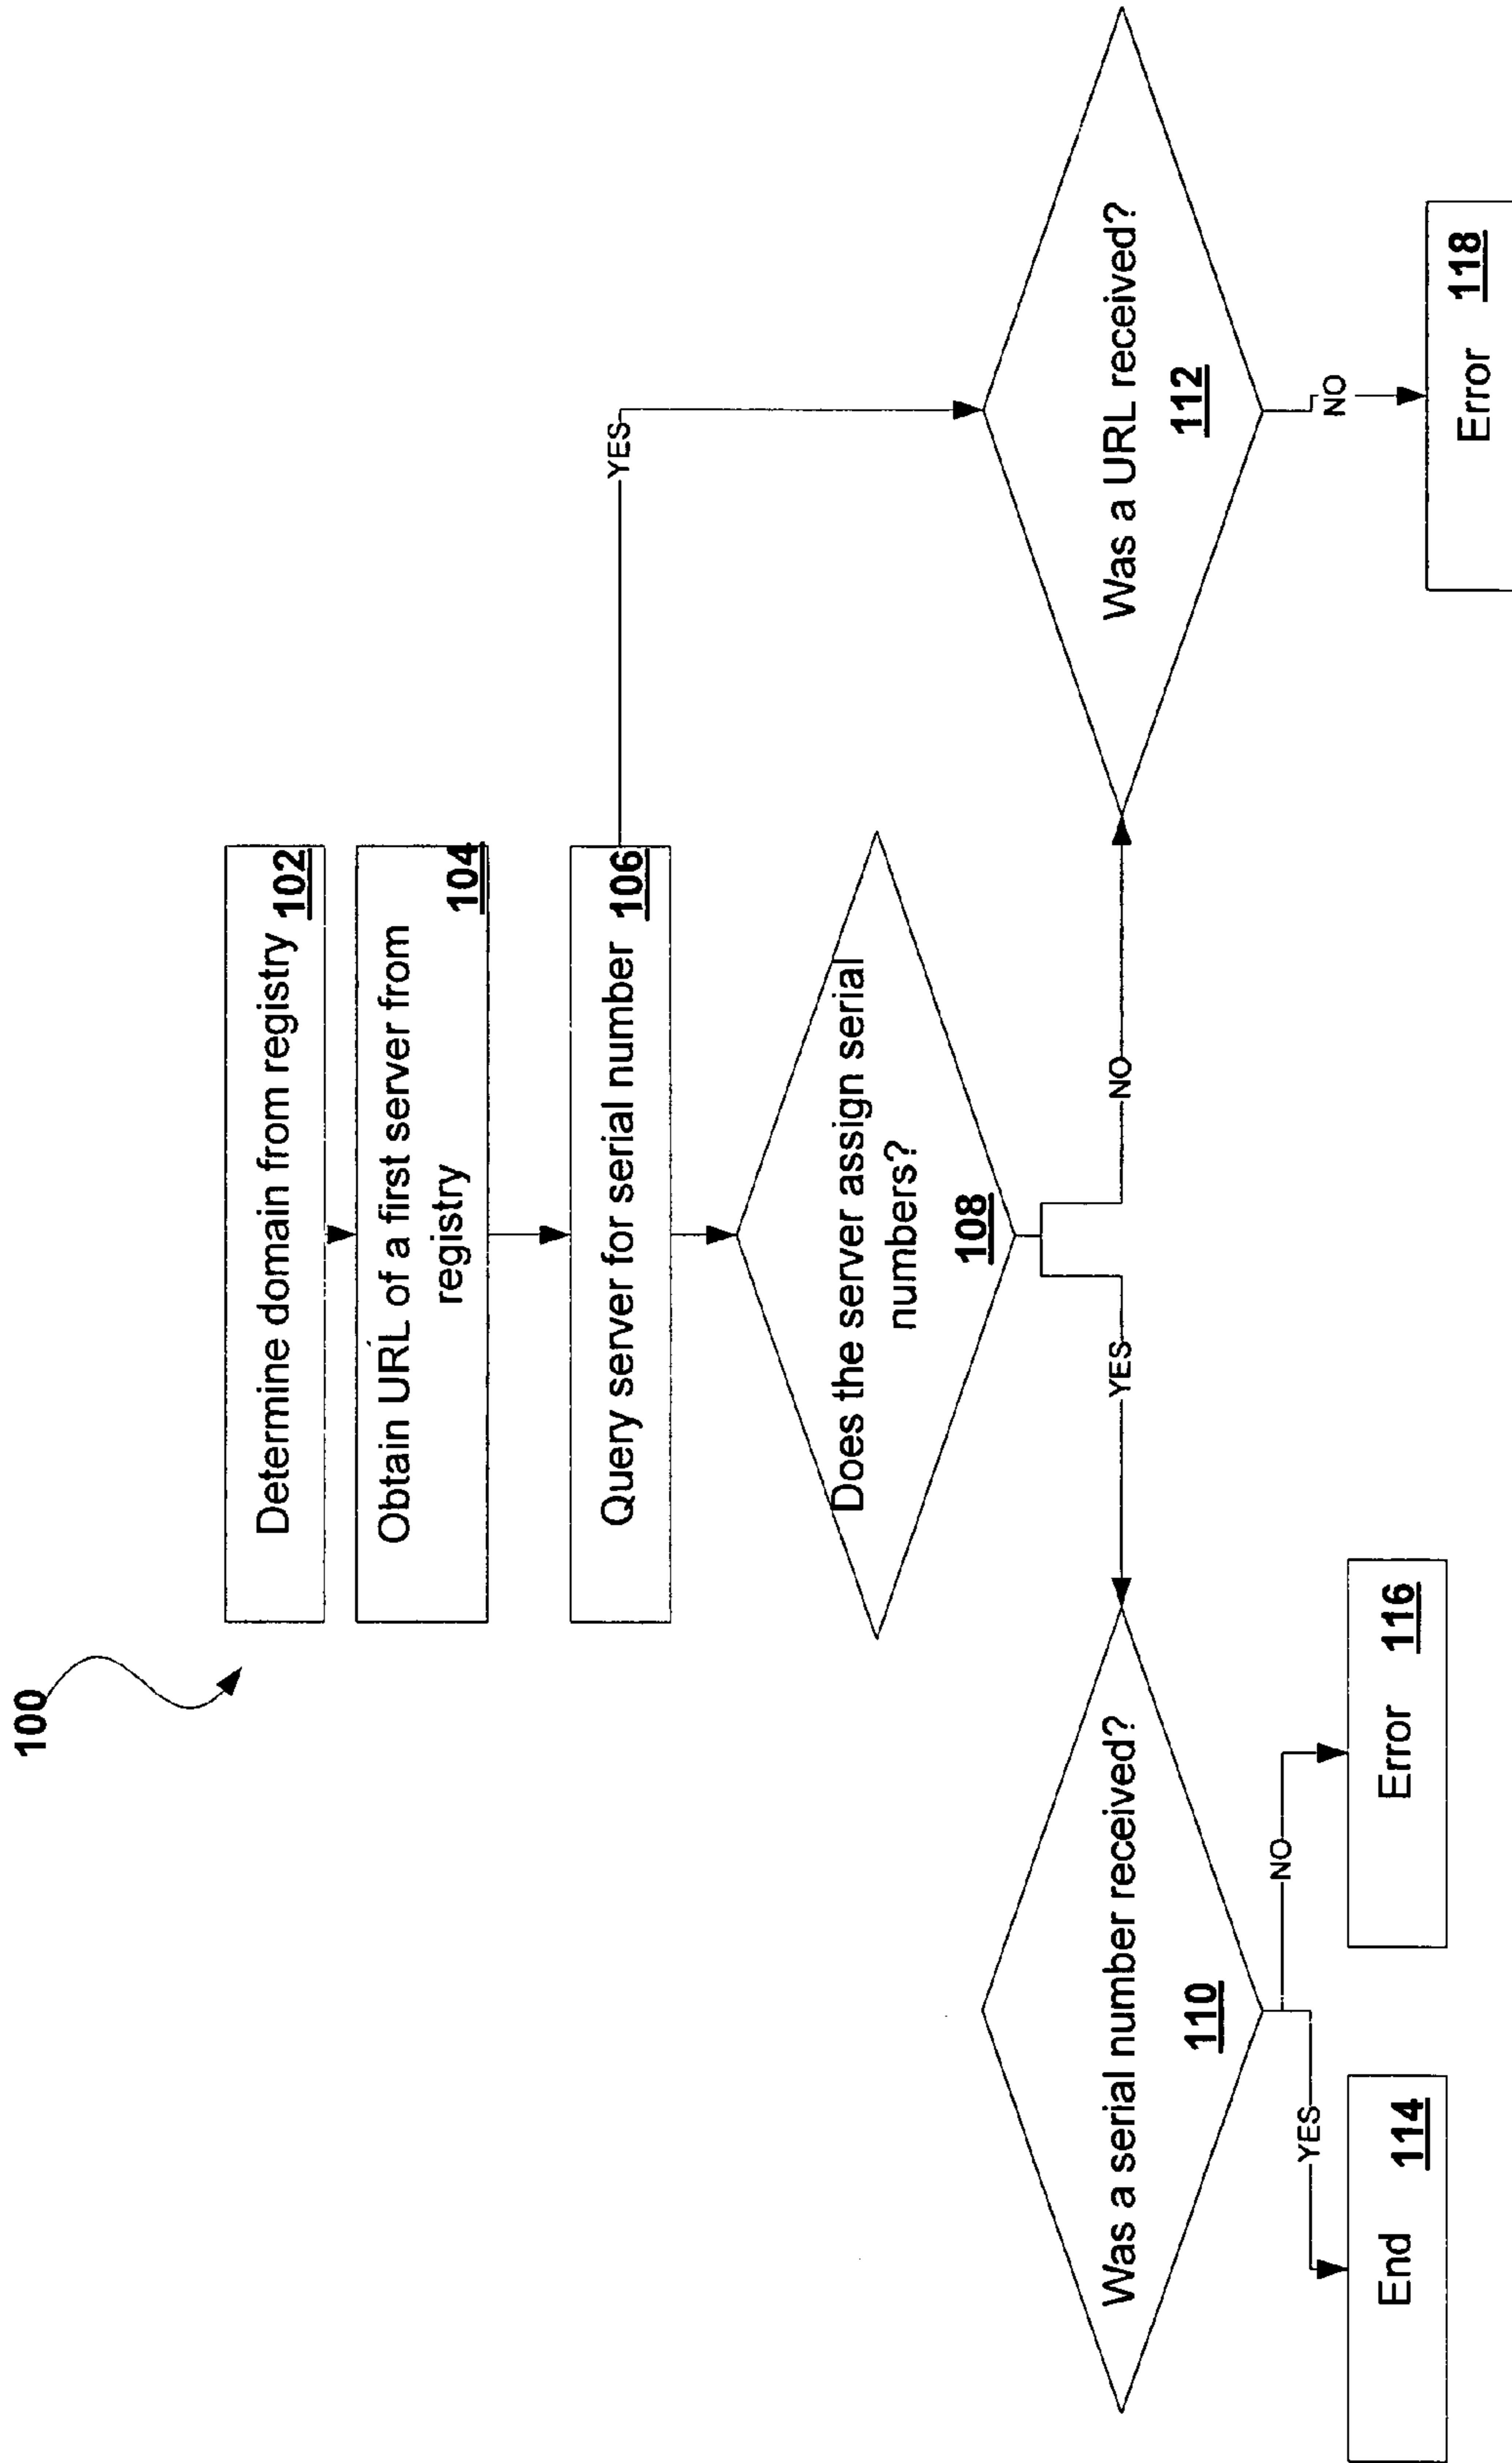 100
Determine domain from registry 102
Obtain URL of a first server from
registry
104
Query server for serial number 106
YES
Does the server assign serial
numbers?
108
YES
NO
Was a serial number received?
110
Was a URL received?
112
YES
NO
NO
End 114
Error 116
Error 118